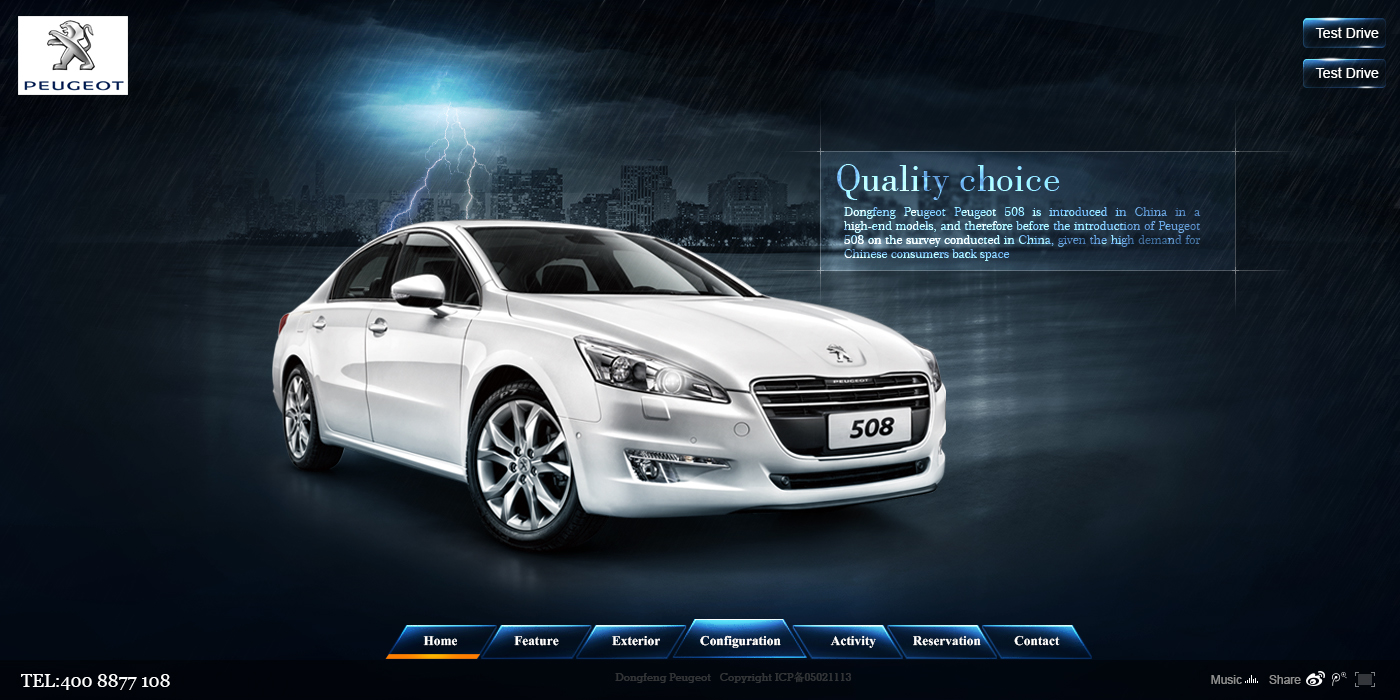 PEUGEOT
Test Drive
Test Drive
Quality choice
Dongfeng Peugeot Peugeot 508 is introduced in China in a
high-end models, and therefore before the introduction of Peugeot
508 on the survey conducted in China, given the high demand for
Chinese consumers back space
PEUGEOT
508
Home
Feature
Exterior
Configuration
Activity
Reservation
Contact
TEL:400 8877 108
Dongfeng Peugeot Copyright ICP备05021113
Music
Share